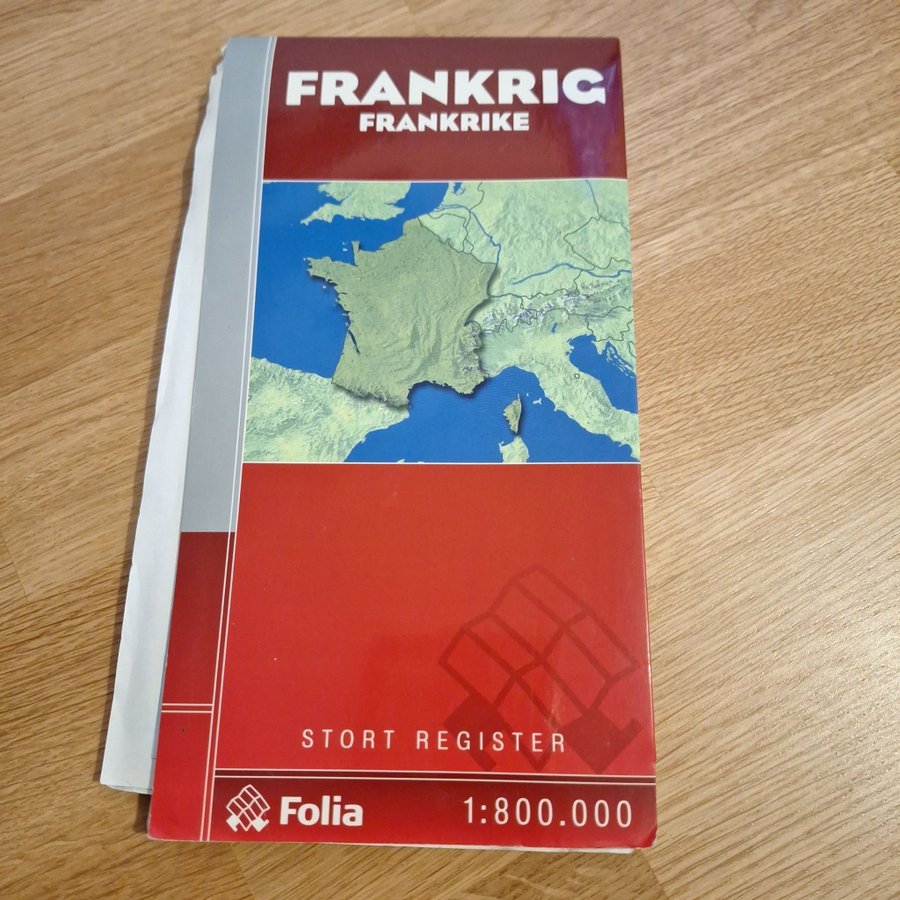 FRANKRIG
FRANKRIKE
STORT REGISTER
Folia
1:800.000